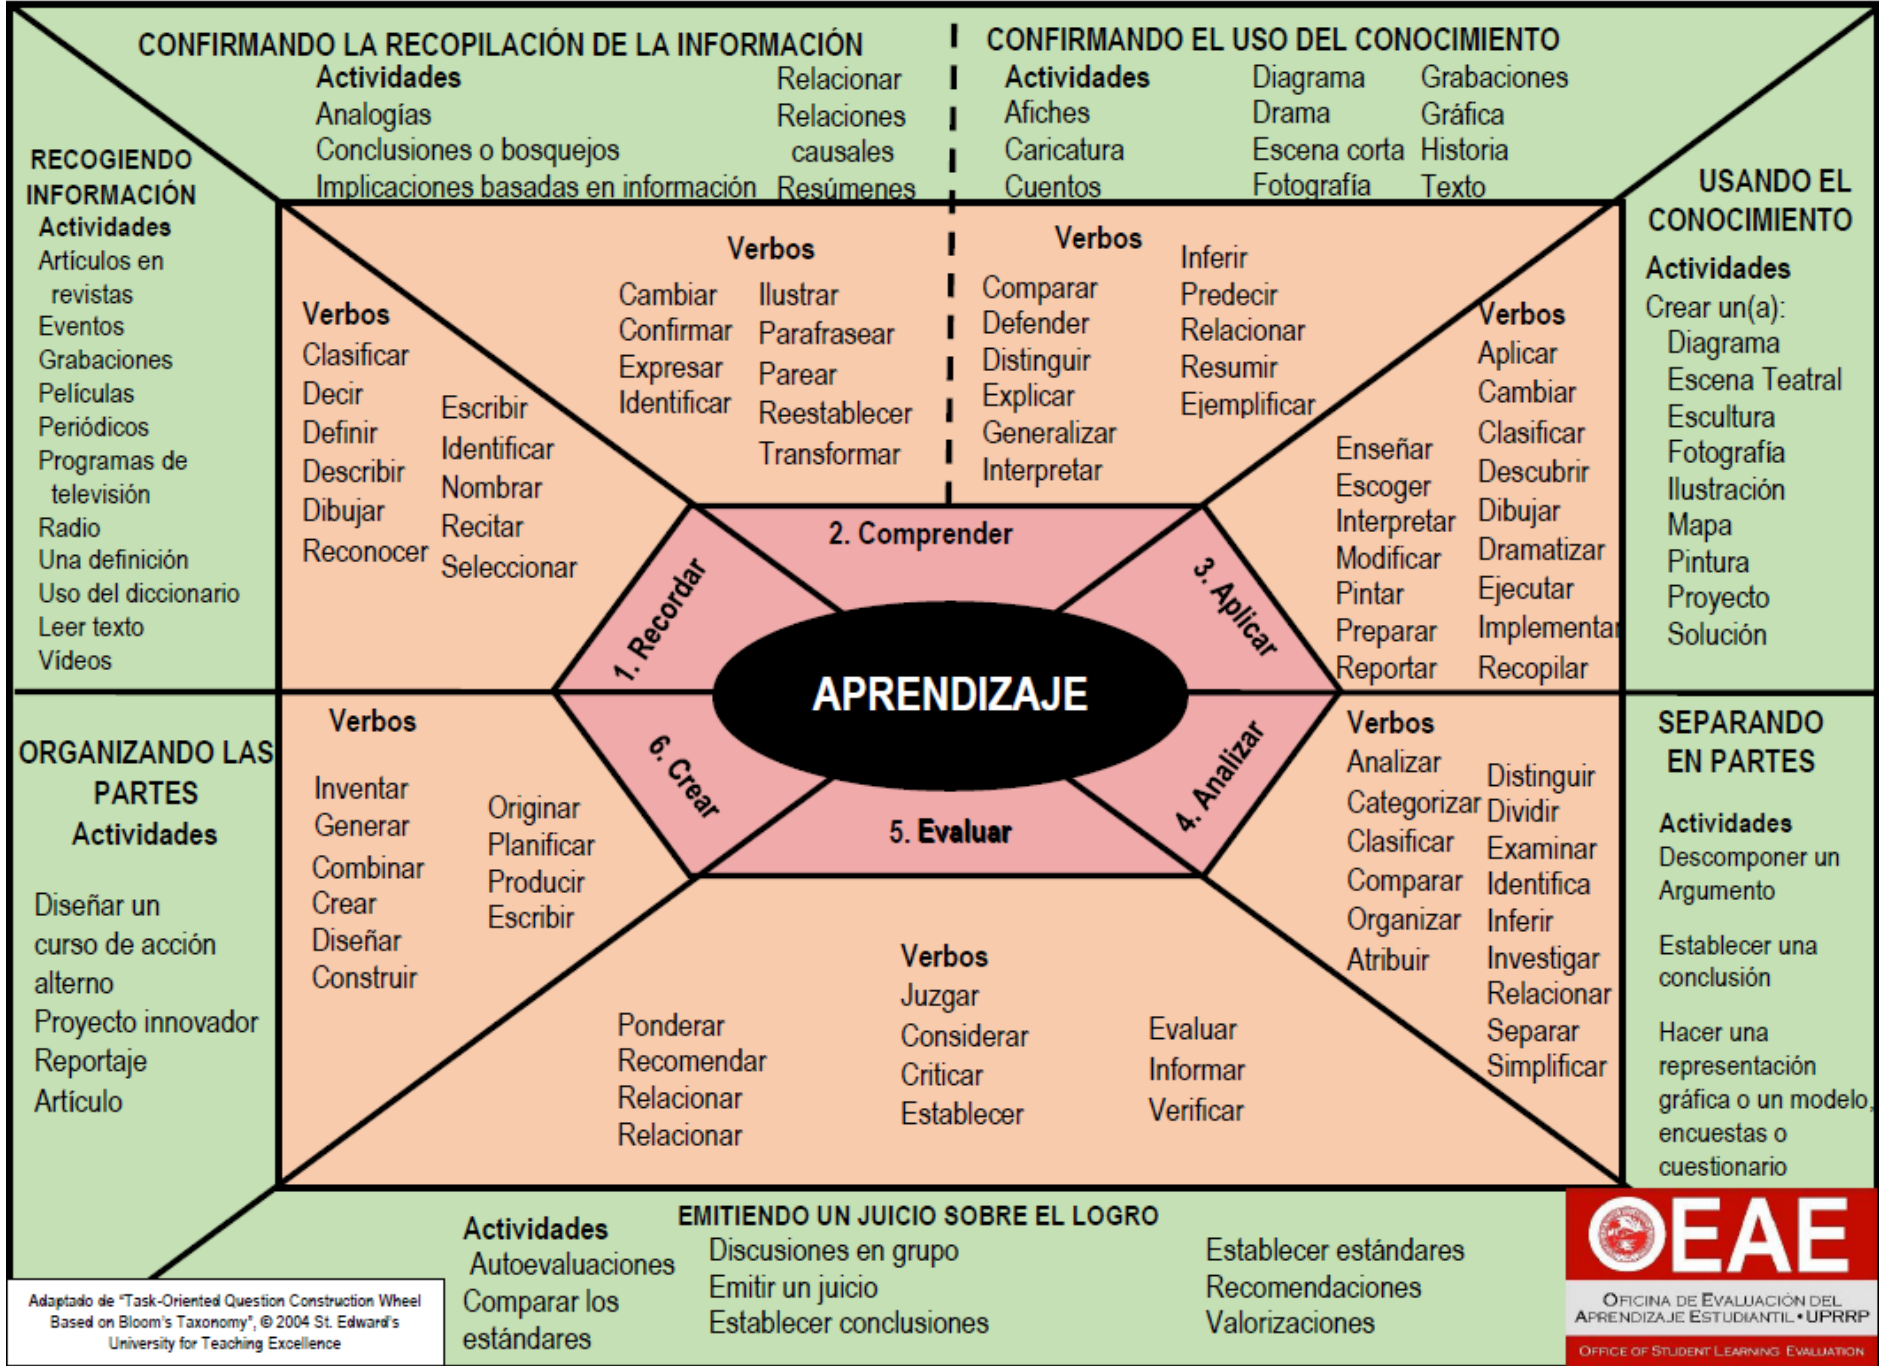 CONFIRMANDO LA RECOPILACIÓN DE LA INFORMACIÓN
Actividades
Analogías
Conclusiones o bosquejos
Implicaciones basadas en información
Relacionar
Relaciones
causales
Resúmenes
CONFIRMANDO EL USO DEL CONOCIMIENTO
Actividades
Afiches
Caricatura
Cuentos
Diagrama
Drama
Escena corta
Fotografía
Grabaciones
Gráfica
Historia
Texto
RECOGIENDO
INFORMACIÓN
Actividades
Artículos en
revistas
Eventos
Grabaciones
Películas
Periódicos
Programas de
televisión
Radio
Una definición
Uso del diccionario
Leer texto
Vídeos
Verbos
Clasificar
Decir
Definir
Describir
Dibujar
Reconocer
Escribir
Identificar
Nombrar
Recitar
Seleccionar
Verbos
Cambiar
Confirmar
Expresar
Identificar
Ilustrar
Parafrasear
Parear
Reestablecer
Transformar
Verbos
Comparar
Defender
Distinguir
Explicar
Generalizar
Interpretar
Inferir
Predecir
Relacionar
Resumir
Ejemplificar
Verbos
Aplicar
Cambiar
Clasificar
Descubrir
Dibujar
Dramatizar
Ejecutar
Implementar
Recopilar
Enseñar
Escoger
Interpretar
Modificar
Pintar
Preparar
Reportar
USANDO EL
CONOCIMIENTO
Actividades
Crear un(a):
Diagrama
Escena Teatral
Escultura
Fotografía
Ilustración
Mapa
Pintura
Proyecto
Solución
1. Recordar
2. Comprender
3. Aplicar
APRENDIZAJE
6. Crear
5. Evaluar
4. Analizar
ORGANIZANDO LAS
PARTES
Actividades
Diseñar un
curso de acción
alterno
Proyecto innovador
Reportaje
Artículo
Verbos
Inventar
Generar
Combinar
Crear
Diseñar
Construir
Originar
Planificar
Producir
Escribir
Verbos
Juzgar
Considerar
Criticar
Establecer
Ponderar
Recomendar
Relacionar
Relacionar
Evaluar
Informar
Verificar
Verbos
Analizar
Categorizar
Clasificar
Comparar
Organizar
Atribuir
Distinguir
Dividir
Examinar
Identifica
Inferir
Investigar
Relacionar
Separar
Simplificar
SEPARANDO
EN PARTES
Actividades
Descomponer un
Argumento
Establecer una
conclusión
Hacer una
representación
gráfica o un modelo,
encuestas o
cuestionario
EMITIENDO UN JUICIO SOBRE EL LOGRO
Actividades
Autoevaluaciones
Comparar los
estándares
Discusiones en grupo
Emitir un juicio
Establecer conclusiones
Establecer estándares
Recomendaciones
Valorizaciones
Adaptado de "Task-Oriented Question Construction Wheel
Based on Bloom's Taxonomy", © 2004 St. Edward's
University for Teaching Excellence
OEAE
OFICINA DE EVALUACIÓN DEL
APRENDIZAJE ESTUDIANTIL • UPRRP
OFFICE OF STUDENT LEARNING EVALUATION